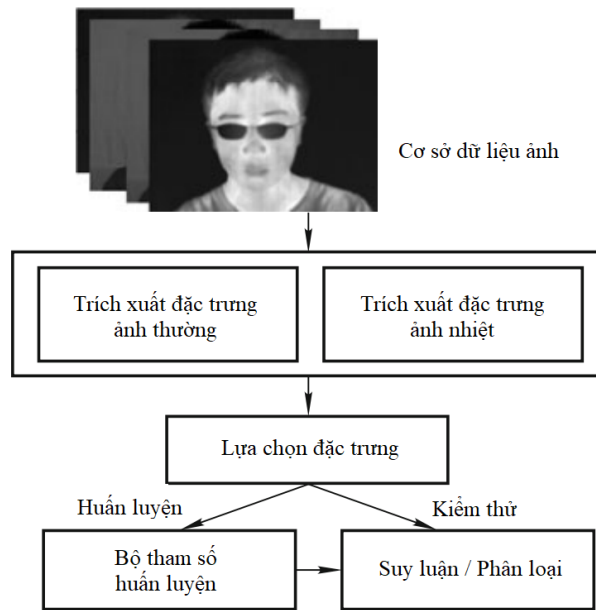 Cơ sở dữ liệu ảnh
Trích xuất đặc trưng
ảnh thường
Trích xuất đặc trưng
ảnh nhiệt
Lựa chọn đặc trưng
Huấn luyện
Kiểm thử
Bộ tham số
huấn luyện
Suy luận / Phân loại